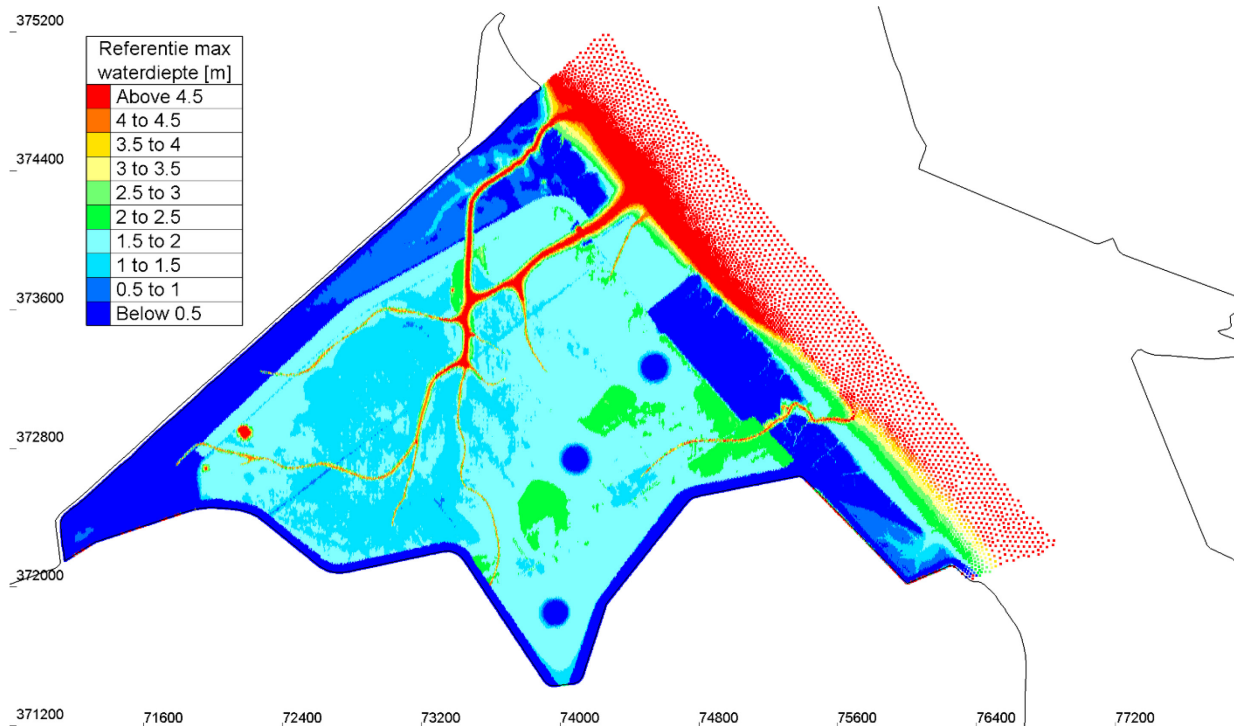 375200
Referentie max
waterdiepte [m]
Above 4.5
4 to 4.5
3.5 to 4
3 to 3.5
2.5 to 3
2 to 2.5
1.5 to 2
1 to 1.5
0.5 to 1
Below 0.5
374400
373600
372800
372000
371200
71600 72400 73200 74000 74800 75600 76400 77200